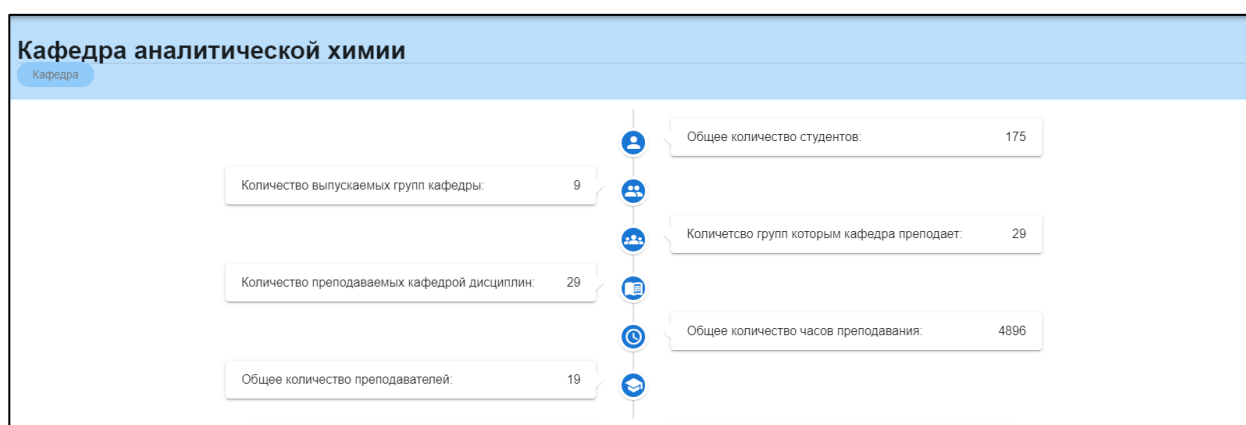 Кафедра аналитической химии
Кафедра
Общее количество студентов: 175
Количество выпускаемых групп кафедры: 9
Количетсво групп которым кафедра преподает: 29
Количество преподаваемых кафедрой дисциплин: 29
Общее количество часов преподавания: 4896
Общее количество преподавателей: 19